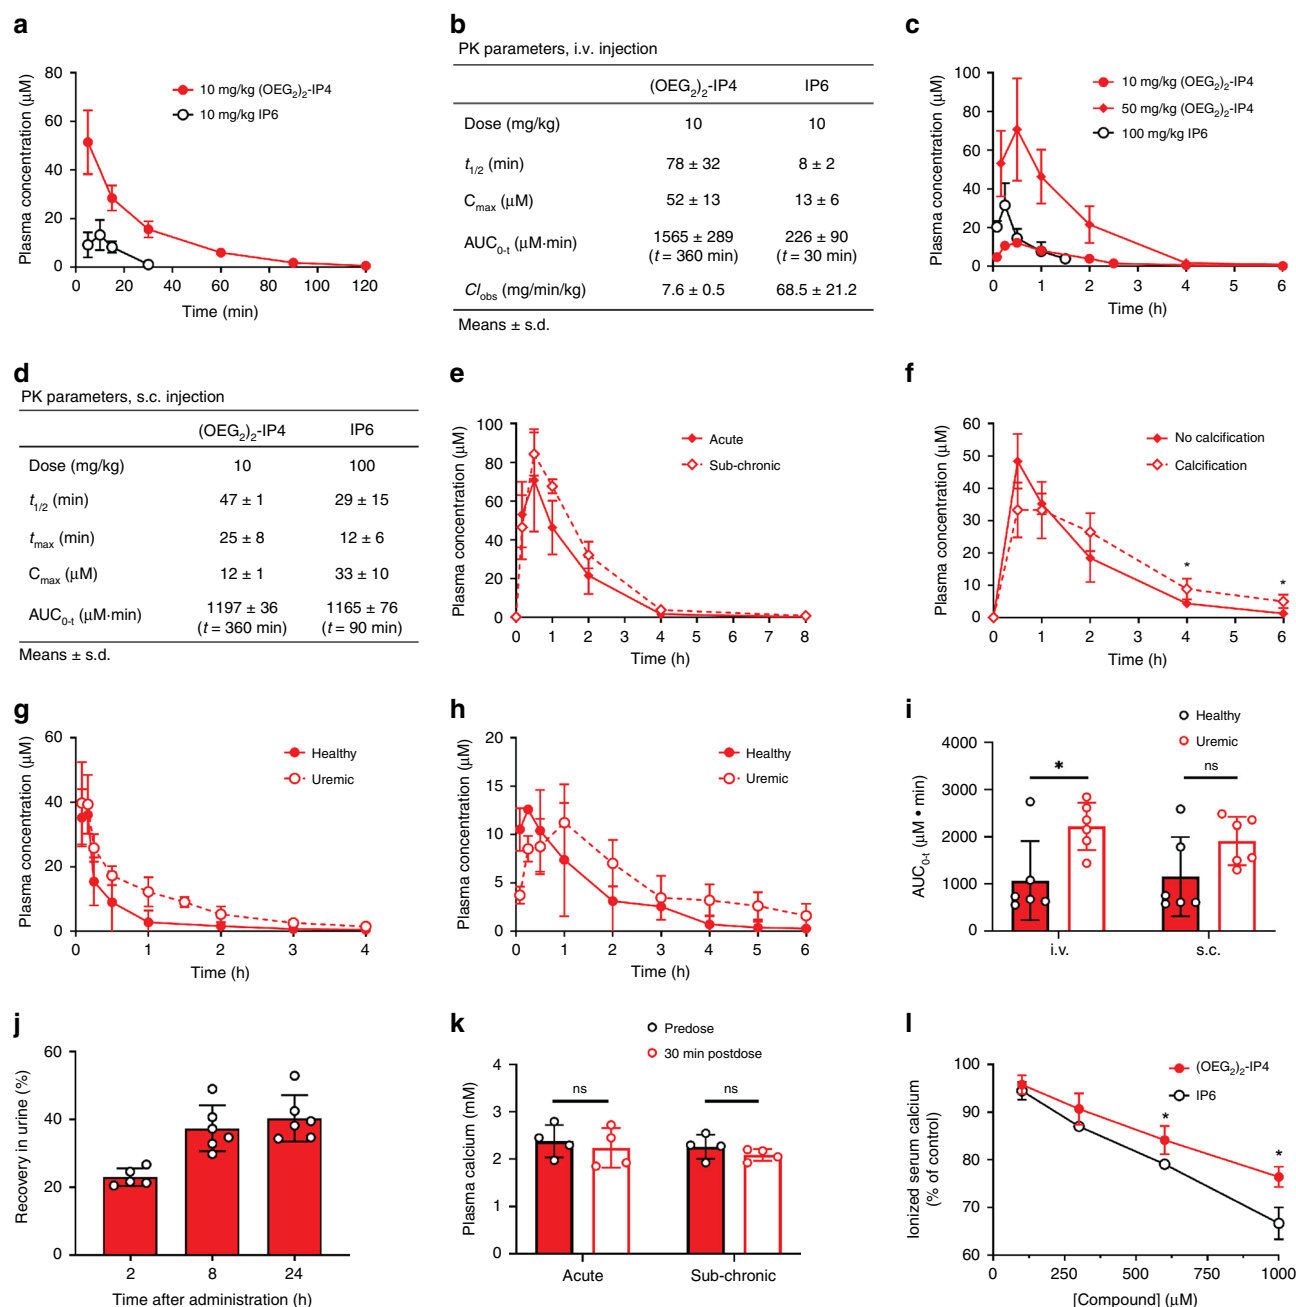 a
80
60
40
20
0
Plasma concentration (µM)
10 mg/kg (OEG₂)₂-IP4
10 mg/kg IP6
0 20 40 60 80 100 120
Time (min)
b
PK parameters, i.v. injection
(OEG₂)₂-IP4 IP6
Dose (mg/kg) 10 10
t1/2 (min) 78 ± 32 8 ± 2
Cmax (µM) 52 ± 13 13 ± 6
AUC0-t (µM·min) 1565 ± 289 226 ± 90
(t = 360 min) (t = 30 min)
Clobs (mg/min/kg) 7.6 ± 0.5 68.5 ± 21.2
Means ± s.d.
c
100
80
60
40
20
0
Plasma concentration (µM)
10 mg/kg (OEG₂)₂-IP4
50 mg/kg (OEG₂)₂-IP4
100 mg/kg IP6
0 1 2 3 4 5 6
Time (h)
d
PK parameters, s.c. injection
(OEG₂)₂-IP4 IP6
Dose (mg/kg) 10 100
t1/2 (min) 47 ± 1 29 ± 15
tmax (min) 25 ± 8 12 ± 6
Cmax (µM) 12 ± 1 33 ± 10
AUC0-t (µM·min) 1197 ± 36 1165 ± 76
(t = 360 min) (t = 90 min)
Means ± s.d.
e
100
80
60
40
20
0
Plasma concentration (µM)
Acute
Sub-chronic
0 1 2 3 4 5 6 7 8
Time (h)
f
60
50
40
30
20
10
0
Plasma concentration (µM)
No calcification
Calcification
* *
0 1 2 3 4 5 6
Time (h)
g
60
40
20
0
Plasma concentration (µM)
Healthy
Uremic
0 1 2 3 4
Time (h)
h
20
15
10
5
0
Plasma concentration (µM)
Healthy
Uremic
0 1 2 3 4 5 6
Time (h)
i
Healthy
Uremic
4000
3000
2000
1000
0
AUC0-t (µM • min)
* ns
i.v. s.c.
j
60
40
20
0
Recovery in urine (%)
2 8 24
Time after administration (h)
k
Predose
30 min postdose
4
3
2
1
0
Plasma calcium (mM)
ns ns
Acute Sub-chronic
l
100
90
80
70
60
Ionized serum calcium
(% of control)
(OEG₂)₂-IP4
IP6
* *
0 250 500 750 1000
[Compound] (µM)